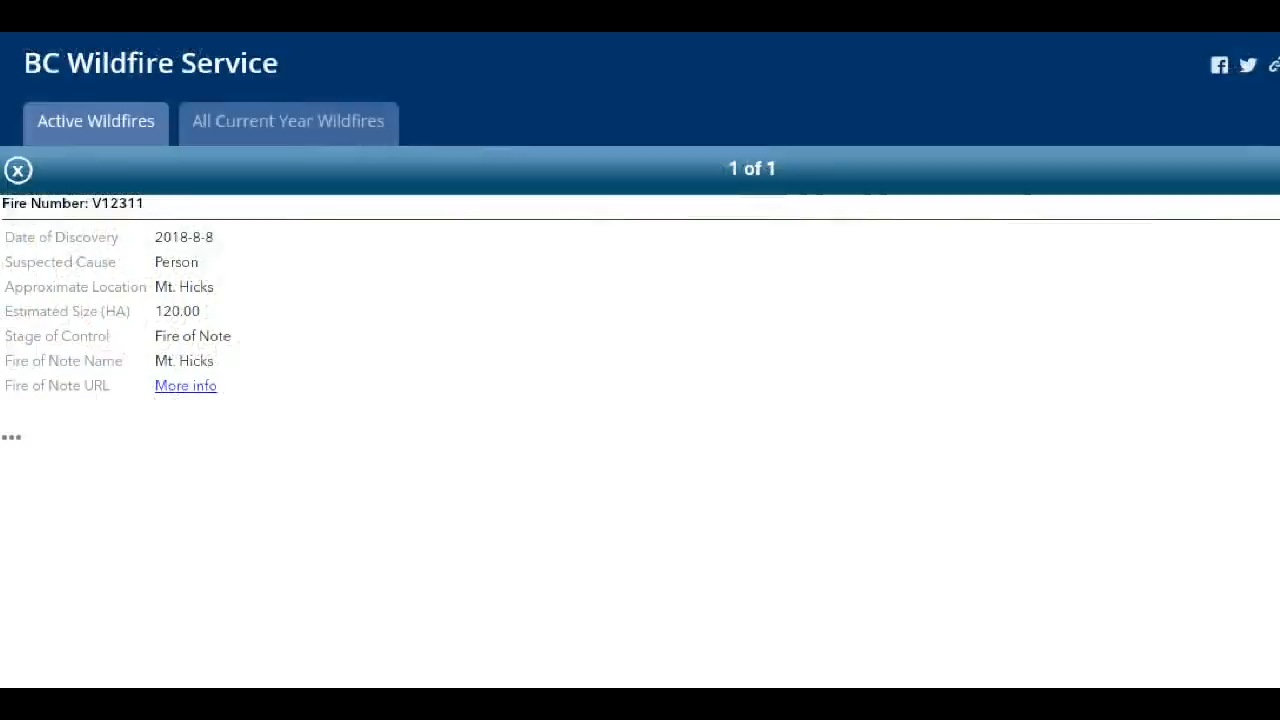 BC Wildfire Service
Active Wildfires
All Current Year Wildfires
1 of 1
Fire Number: V12311
Date of Discovery 2018-8-8
Suspected Cause Person
Approximate Location Mt. Hicks
Estimated Size (HA) 120.00
Stage of Control Fire of Note
Fire of Note Name Mt. Hicks
Fire of Note URL More info